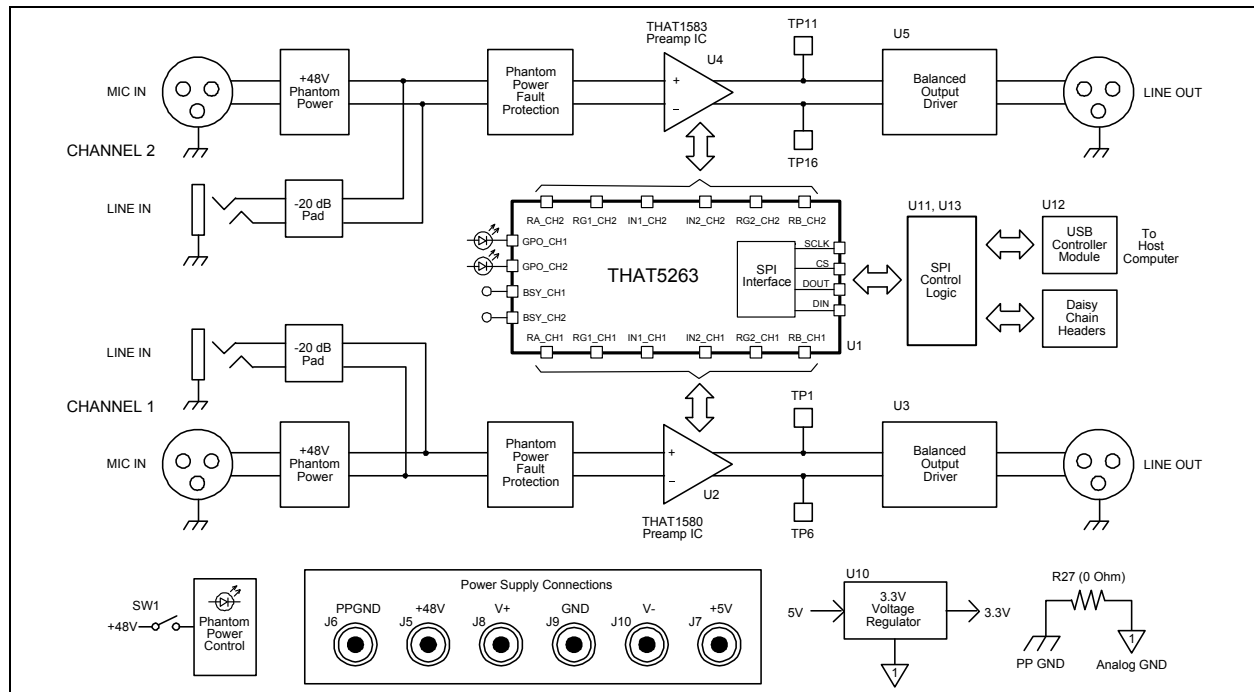 THAT1583
Preamp IC
U4
TP11
U5
MIC IN
+48V
Phantom
Power
Phantom
Power
Fault
Protection
+
−
Balanced
Output
Driver
LINE OUT
CHANNEL 2
TP16
LINE IN
-20 dB
Pad
RA_CH2
RG1_CH2
IN1_CH2
IN2_CH2
RG2_CH2
RB_CH2
GPO_CH1
GPO_CH2
BSY_CH1
BSY_CH2
THAT5263
SPI
Interface
SCLK
CS
DOUT
DIN
U11, U13
SPI
Control
Logic
U12
USB
Controller
Module
To
Host
Computer
Daisy
Chain
Headers
RA_CH1
RG1_CH1
IN1_CH1
IN2_CH1
RG2_CH1
RB_CH1
U1
LINE IN
-20 dB
Pad
CHANNEL 1
TP1
U3
MIC IN
+48V
Phantom
Power
Phantom
Power
Fault
Protection
+
−
U2
Balanced
Output
Driver
LINE OUT
THAT1580
Preamp IC
TP6
SW1
+48V
Phantom
Power
Control
Power Supply Connections
PPGND
J6
+48V
J5
V+
J8
GND
J9
V-
J10
+5V
J7
U10
5V
3.3V
Voltage
Regulator
3.3V
1
R27 (0 Ohm)
PP GND
1
Analog GND